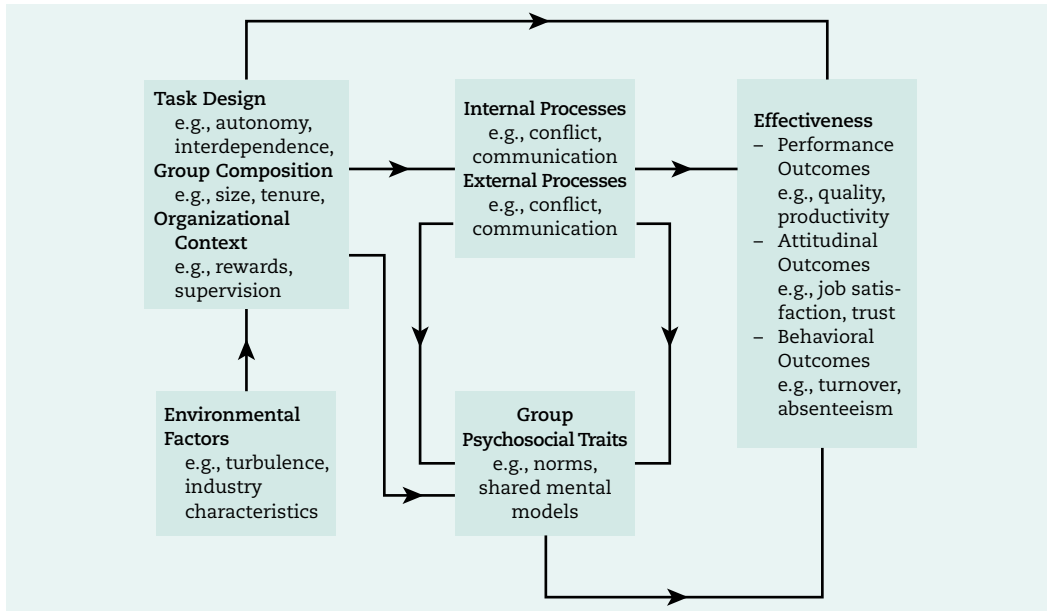 Task Design
e.g., autonomy,
interdependence,
Group Composition
e.g., size, tenure,
Organizational
Context
e.g., rewards,
supervision
Environmental
Factors
e.g., turbulence,
industry
characteristics
Internal Processes
e.g., conflict,
communication
External Processes
e.g., conflict,
communication
Group
Psychosocial Traits
e.g., norms,
shared mental
models
Effectiveness
– Performance
Outcomes
e.g., quality,
productivity
– Attitudinal
Outcomes
e.g., job satis-
faction, trust
– Behavioral
Outcomes
e.g., turnover,
absenteeism